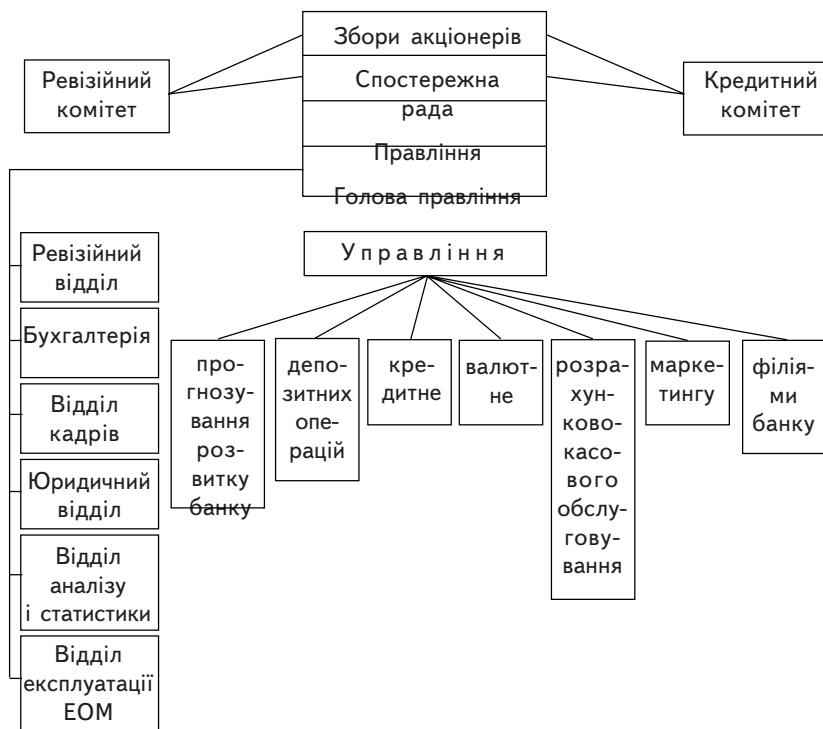 Збори акціонерів
Спостережна
рада
Правління
Голова правління
Ревізійний
комітет
Кредитний
комітет
Управління
Ревізійний
відділ
Бухгалтерія
Відділ
кадрів
Юридичний
відділ
Відділ
аналізу
і статистики
Відділ
експлуатації
ЕОМ
про-
гнозу-
вання
роз-
витку
банку
депо-
зитних
опе-
рацій
кре-
дитне
валют-
не
розра-
хун-
ково-
касо-
вого
обслу-
гову-
вання
марке-
тингу
філія-
ми
банку